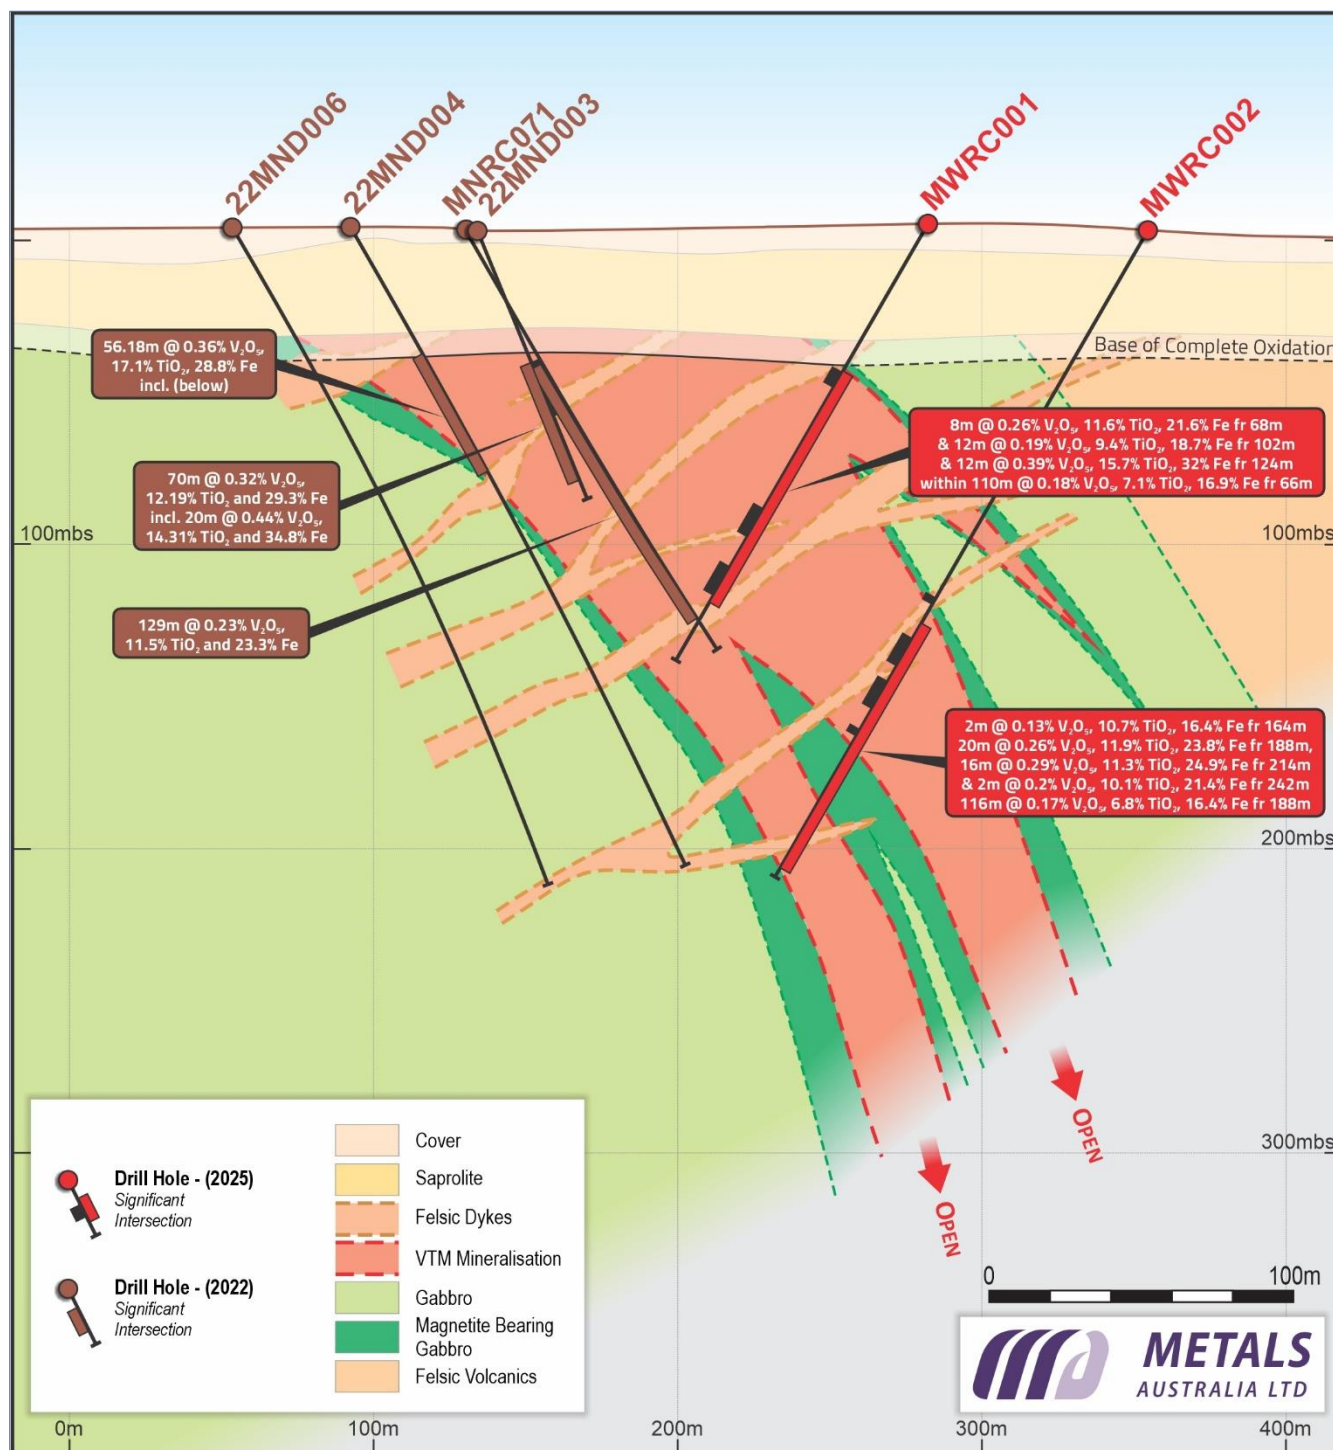 22MND006
22MND004
MNRC071
22MND003
MWRC001
MWRC002
Base of Complete Oxidation
56.18m @ 0.36% V₂O₅,
17.1% TiO₂, 28.8% Fe
incl. (below)
70m @ 0.32% V₂O₅,
12.19% TiO₂ and 29.3% Fe
incl. 20m @ 0.44% V₂O₅,
14.31% TiO₂ and 34.8% Fe
129m @ 0.23% V₂O₅,
11.5% TiO₂ and 23.3% Fe
8m @ 0.26% V₂O₅, 11.6% TiO₂, 21.6% Fe fr 68m
& 12m @ 0.19% V₂O₅, 9.4% TiO₂, 18.7% Fe fr 102m
& 12m @ 0.39% V₂O₅, 15.7% TiO₂, 32% Fe fr 124m
within 110m @ 0.18% V₂O₅, 7.1% TiO₂, 16.9% Fe fr 66m
100mbs
100mbs
2m @ 0.13% V₂O₅, 10.7% TiO₂, 16.4% Fe fr 164m
20m @ 0.26% V₂O₅, 11.9% TiO₂, 23.8% Fe fr 188m,
16m @ 0.29% V₂O₅, 11.3% TiO₂, 24.9% Fe fr 214m
& 2m @ 0.2% V₂O₅, 10.1% TiO₂, 21.4% Fe fr 242m
116m @ 0.17% V₂O₅, 6.8% TiO₂, 16.4% Fe fr 188m
200mbs
200mbs
OPEN
OPEN
300mbs
Drill Hole - (2025)
Significant
Intersection
Drill Hole - (2022)
Significant
Intersection
Cover
Saprolite
Felsic Dykes
VTM Mineralisation
Gabbro
Magnetite Bearing
Gabbro
Felsic Volcanics
0 100m
METALS
AUSTRALIA LTD
0m 100m 200m 300m 400m